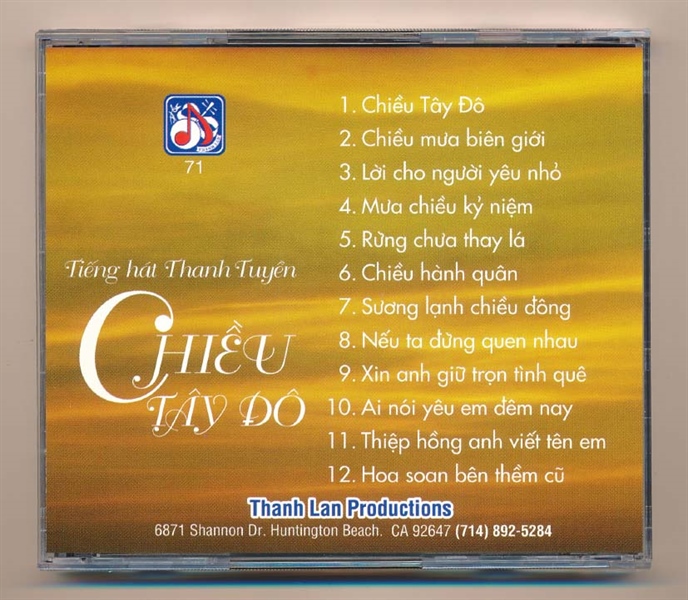 71
Tiếng hát Thanh Tuyền
CHIỀU
TÂY ĐÔ
1. Chiều Tây Đô
2. Chiều mưa biên giới
3. Lời cho người yêu nhỏ
4. Mưa chiều kỷ niệm
5. Rừng chưa thay lá
6. Chiều hành quân
7. Sương lạnh chiều đông
8. Nếu ta đừng quen nhau
9. Xin anh giữ trọn tình quê
10. Ai nói yêu em đêm nay
11. Thiệp hồng anh viết tên em
12. Hoa soan bên thềm cũ
Thanh Lan Productions
6871 Shannon Dr. Huntington Beach. CA 92647 (714) 892-5284